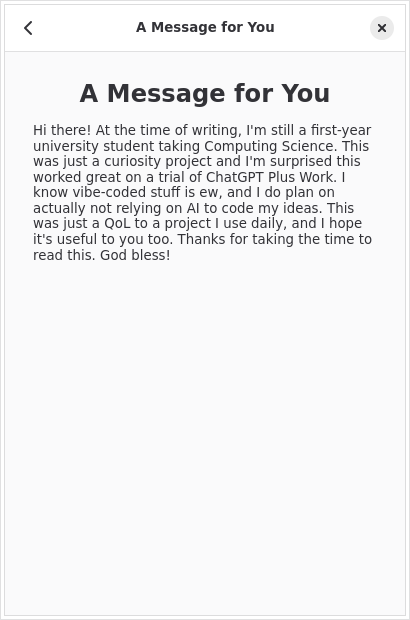 A Message for You
A Message for You
Hi there! At the time of writing, I'm still a first-year
university student taking Computing Science. This
was just a curiosity project and I'm surprised this
worked great on a trial of ChatGPT Plus Work. I
know vibe-coded stuff is ew, and I do plan on
actually not relying on AI to code my ideas. This
was just a QoL to a project I use daily, and I hope
it's useful to you too. Thanks for taking the time to
read this. God bless!